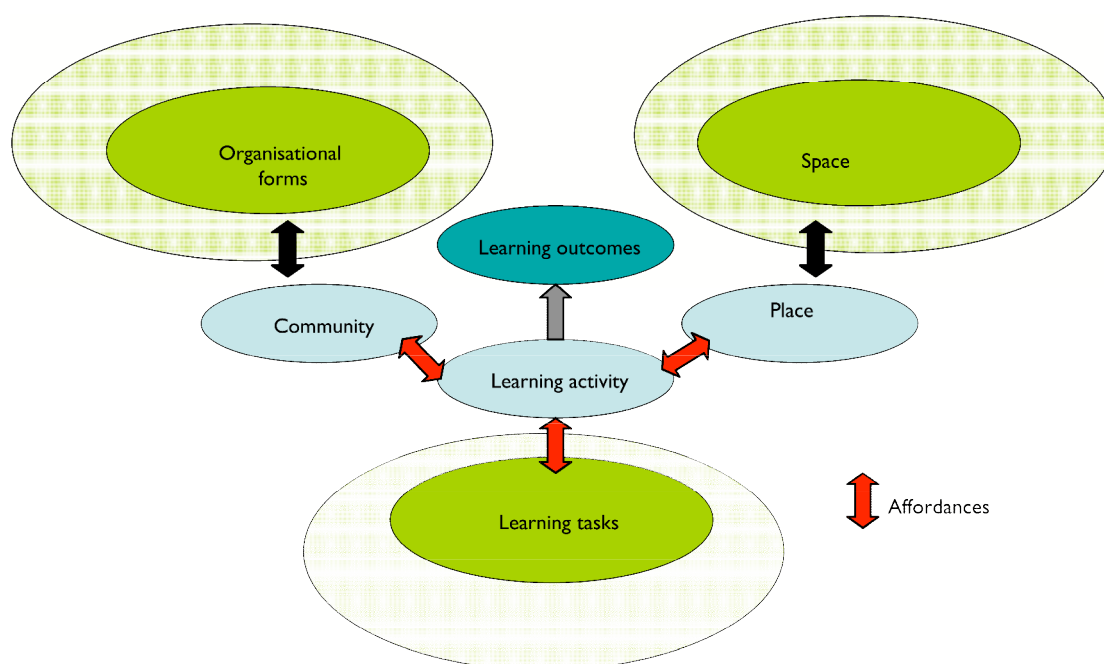 Organisational
forms
Space
Learning outcomes
Community
Place
Learning activity
Learning tasks
Affordances